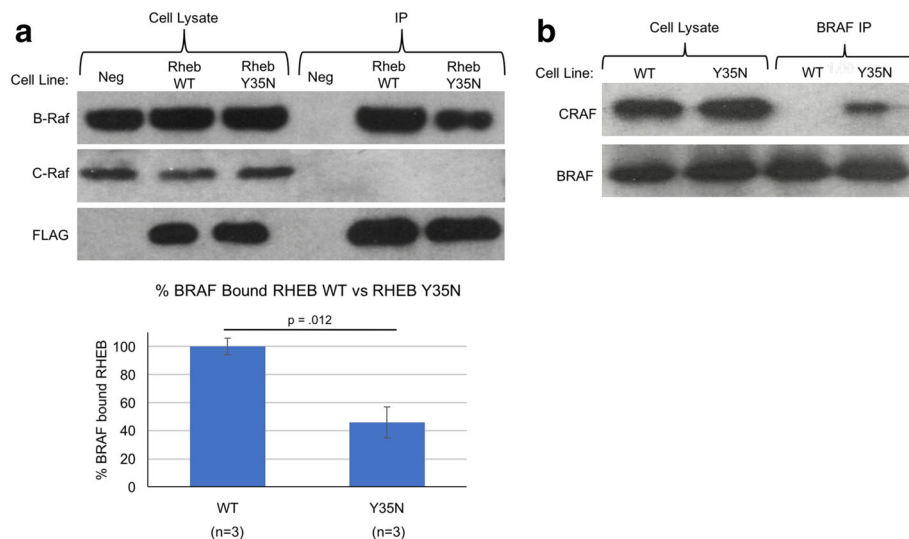 a
Cell Lysate IP
Cell Line: Neg Rheb WT Rheb Y35N Neg Rheb WT Rheb Y35N
B-Raf
C-Raf
FLAG
% BRAF Bound RHEB WT vs RHEB Y35N
p = .012
% BRAF bound RHEB
100
80
60
40
20
0
WT Y35N
(n=3) (n=3)
b
Cell Lysate BRAF IP
Cell Line: WT Y35N WT Y35N
1.00
CRAF
BRAF